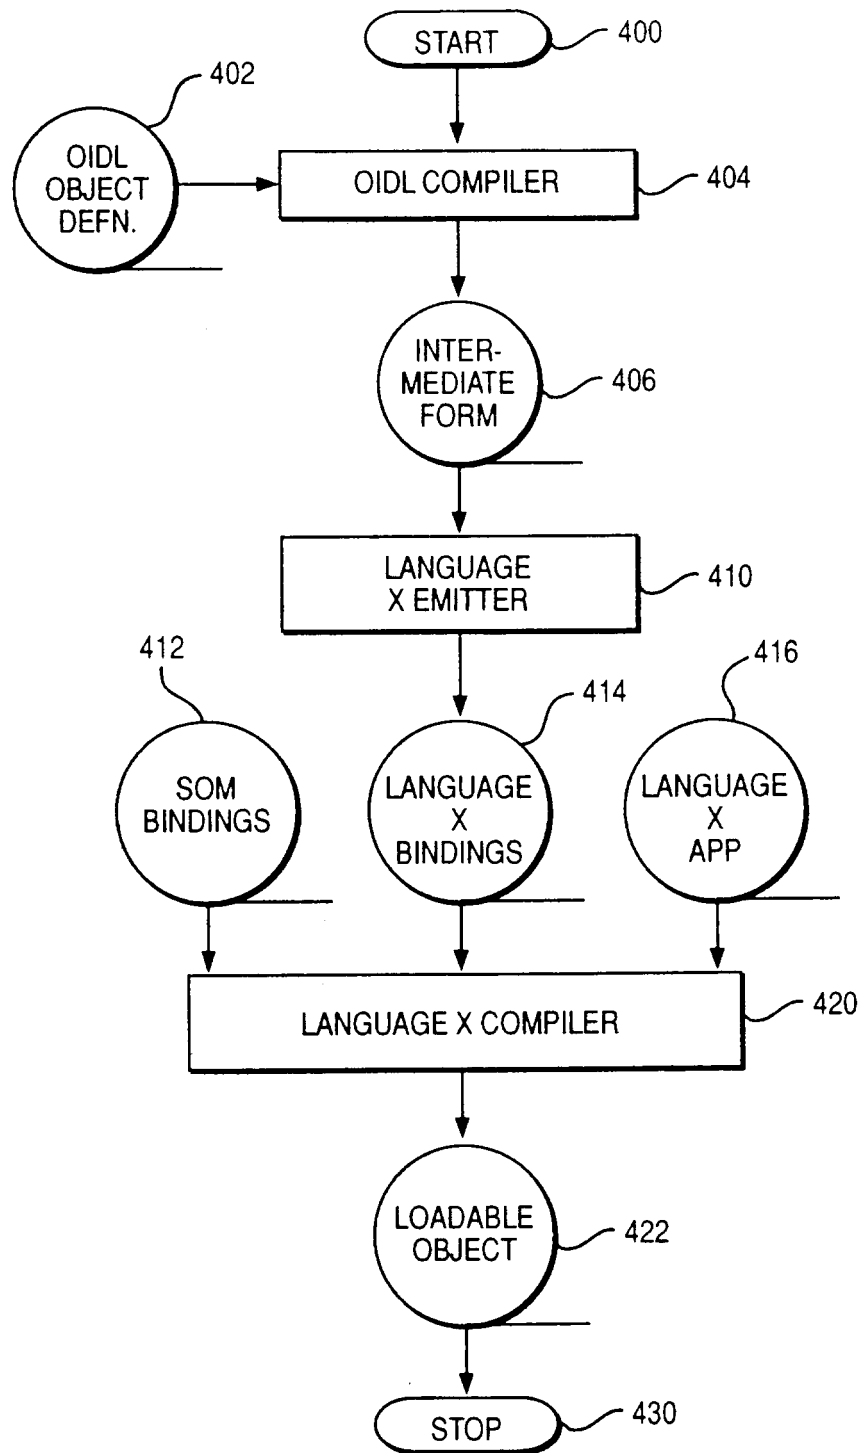 START
400
402
OIDL
OBJECT
DEFN.
OIDL COMPILER
404
INTER-
MEDIATE
FORM
406
LANGUAGE
X EMITTER
410
412
414
416
SOM
BINDINGS
LANGUAGE
X
BINDINGS
LANGUAGE
X
APP
LANGUAGE X COMPILER
420
LOADABLE
OBJECT
422
STOP
430